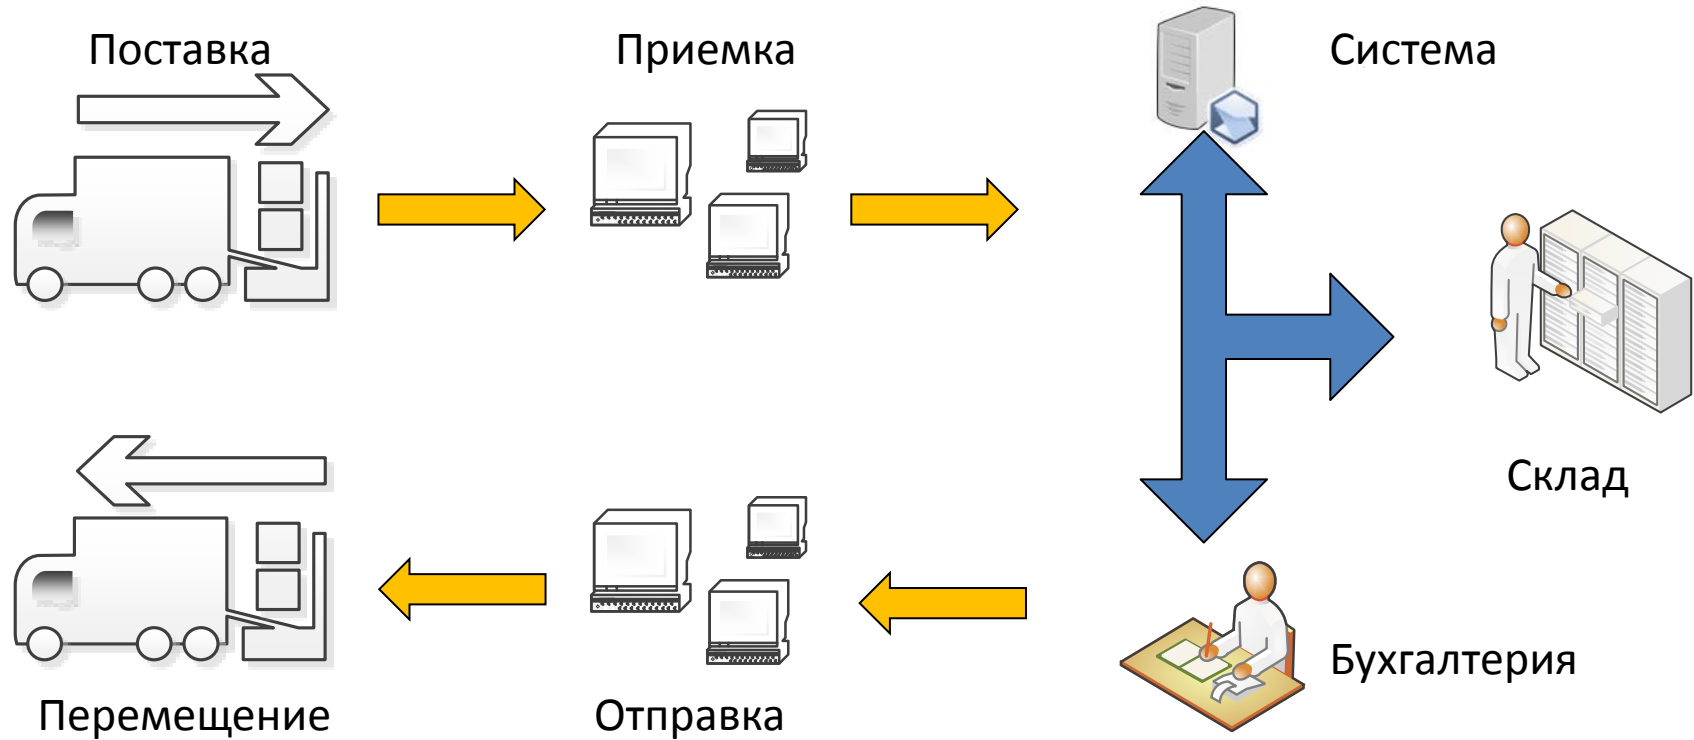 Поставка
Приемка
Система
Склад
Бухгалтерия
Перемещение
Отправка